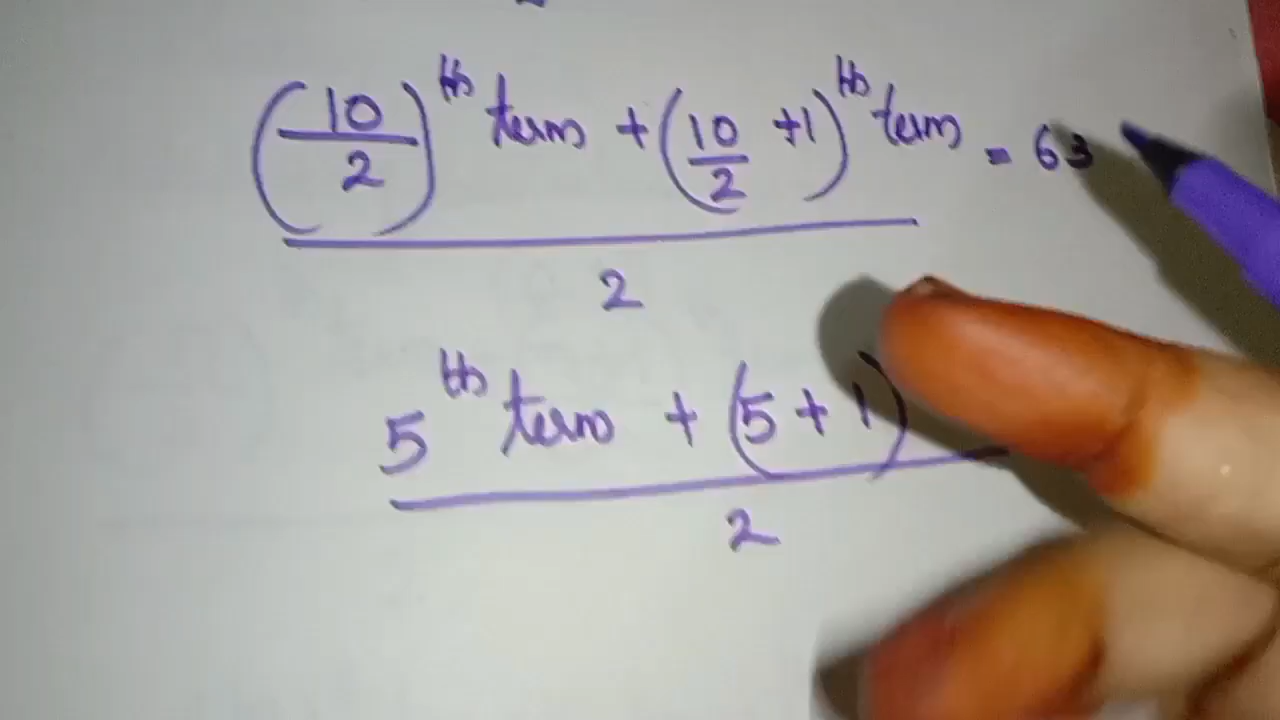 (10/2)th term + (10/2 +1)th term = 63
2
5th term + (5 + 1)
2